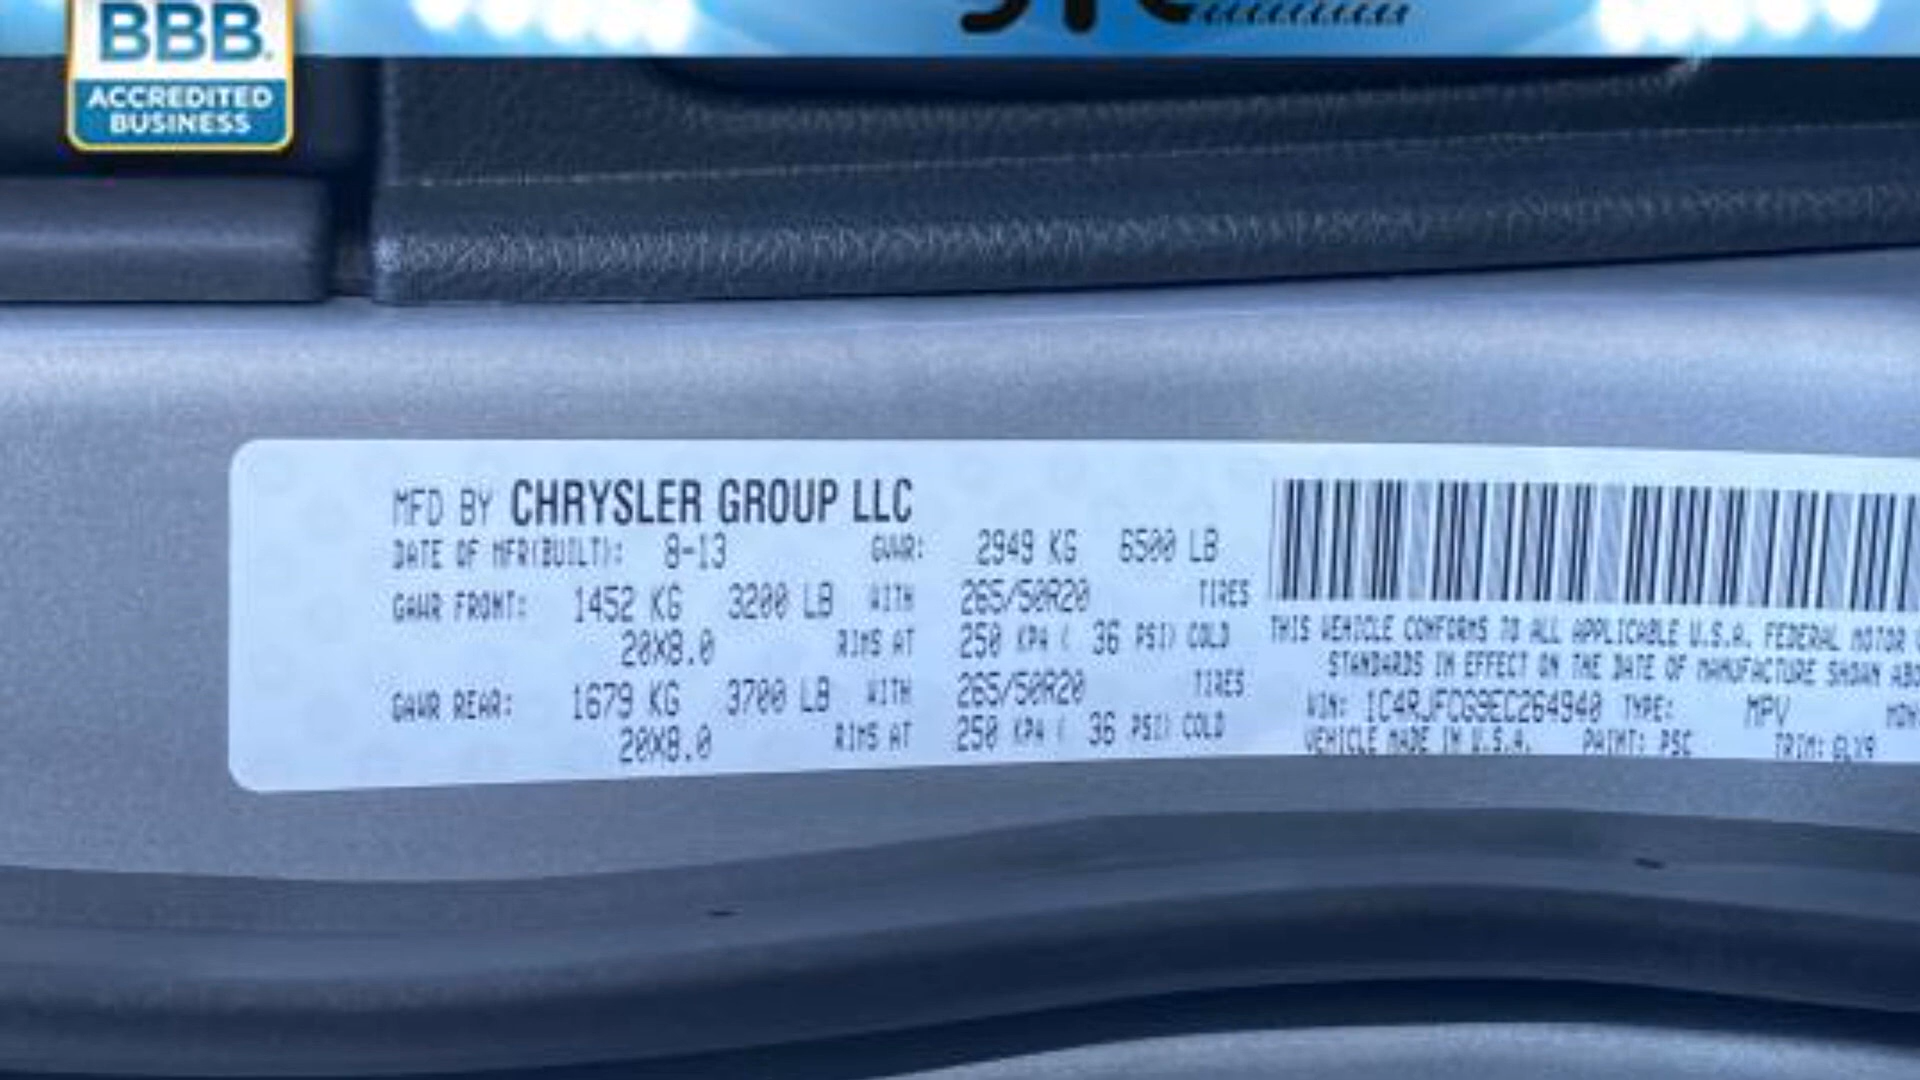 BBB.
ACCREDITED
BUSINESS
MFD BY CHRYSLER GROUP LLC
DATE OF MFR(BUILT): 8-13 GVWR: 2949 KG 6500 LB
GAWR FRONT: 1452 KG 3200 LB WITH 265/50R20 TIRES
20X8.0 RIMS AT 250 KPA ( 36 PSI) COLD
GAWR REAR: 1679 KG 3700 LB WITH 265/50R20 TIRES
20X8.0 RIMS AT 250 KPA ( 36 PSI) COLD
THIS VEHICLE CONFORMS TO ALL APPLICABLE U.S.A. FEDERAL MOTOR
STANDARDS IN EFFECT ON THE DATE OF MANUFACTURE SHOWN ABO
VIN: 1C4RJFCG9EC264940 TYPE: MPV
VEHICLE MADE IN U.S.A. PAINT: PSC TRIM: GLX9